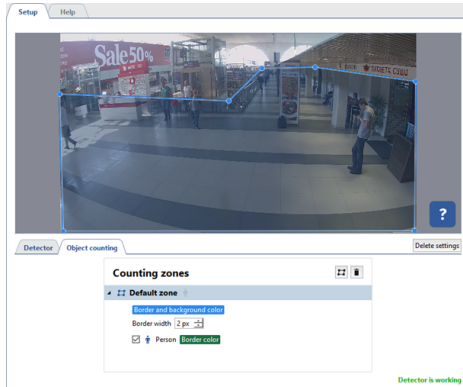 Setup Help
Sale 50%
?
Detector Object counting Delete settings
Counting zones
Default zone
Border and background color
Border width 2 px
Person Border color
Detector is working